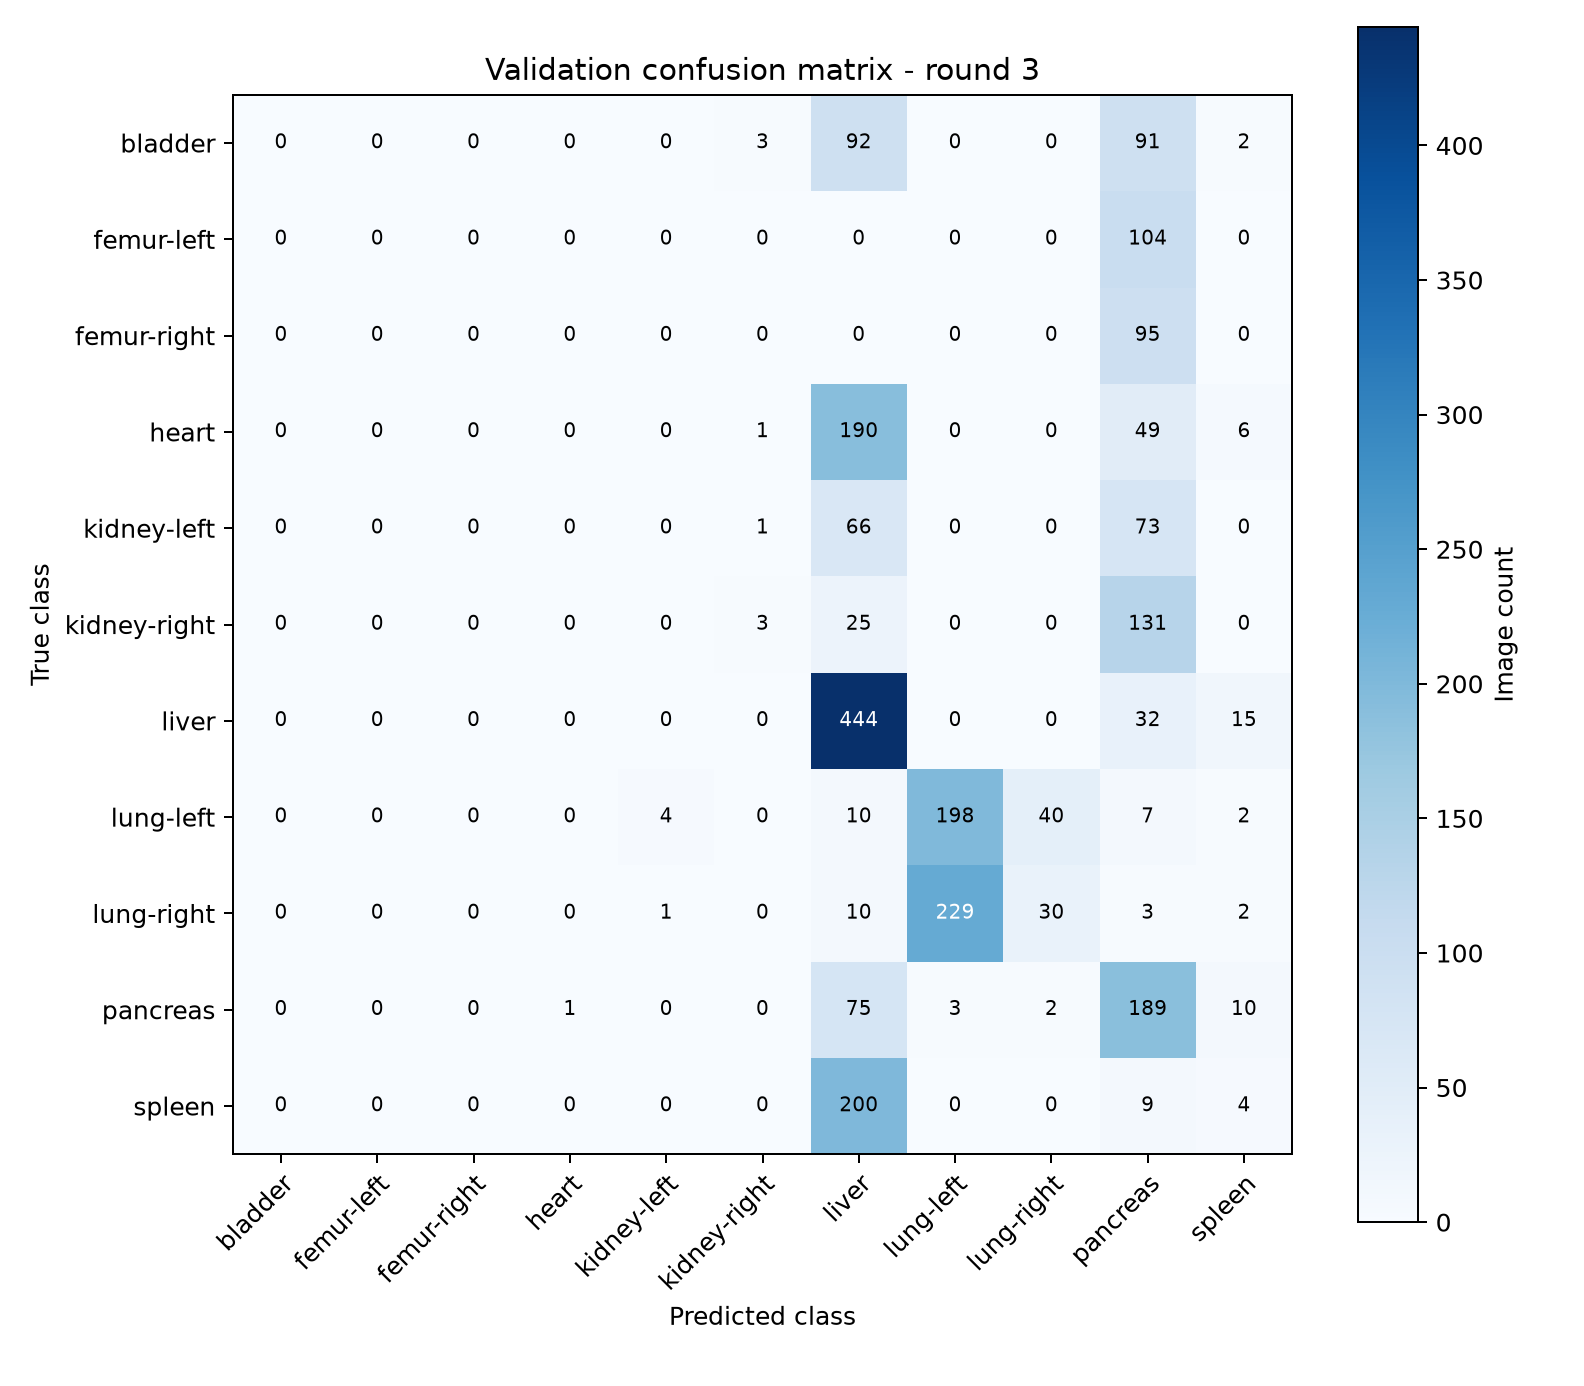 Validation confusion matrix - round 3
bladder 0 0 0 0 0 3 92 0 0 91 2
femur-left 0 0 0 0 0 0 0 0 0 104 0
femur-right 0 0 0 0 0 0 0 0 0 95 0
heart 0 0 0 0 0 1 190 0 0 49 6
kidney-left 0 0 0 0 0 1 66 0 0 73 0
kidney-right 0 0 0 0 0 3 25 0 0 131 0
liver 0 0 0 0 0 0 444 0 0 32 15
lung-left 0 0 0 0 4 0 10 198 40 7 2
lung-right 0 0 0 0 1 0 10 229 30 3 2
pancreas 0 0 0 1 0 0 75 3 2 189 10
spleen 0 0 0 0 0 0 200 0 0 9 4
True class
bladder femur-left femur-right heart kidney-left kidney-right liver lung-left lung-right pancreas spleen
Predicted class
400
350
300
250
200
150
100
50
0
Image count